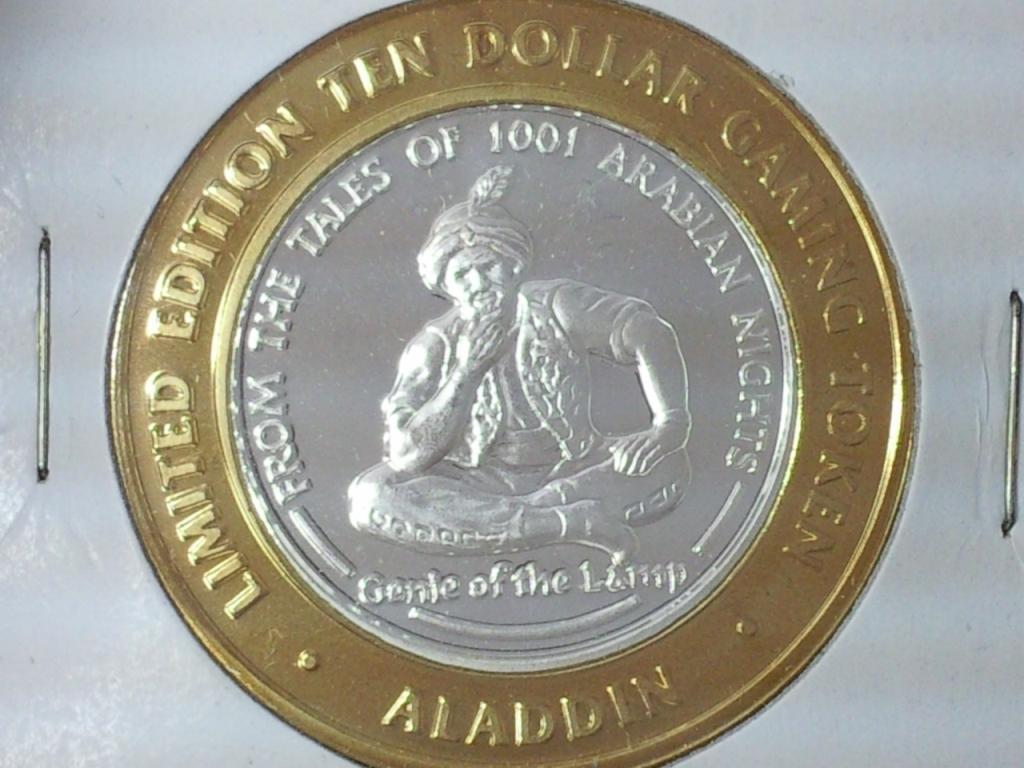 LIMITED EDITION TEN DOLLAR GAMING TOKEN
FROM THE TALES OF 1001 ARABIAN NIGHTS
Genie of the Lamp
• ALADDIN •